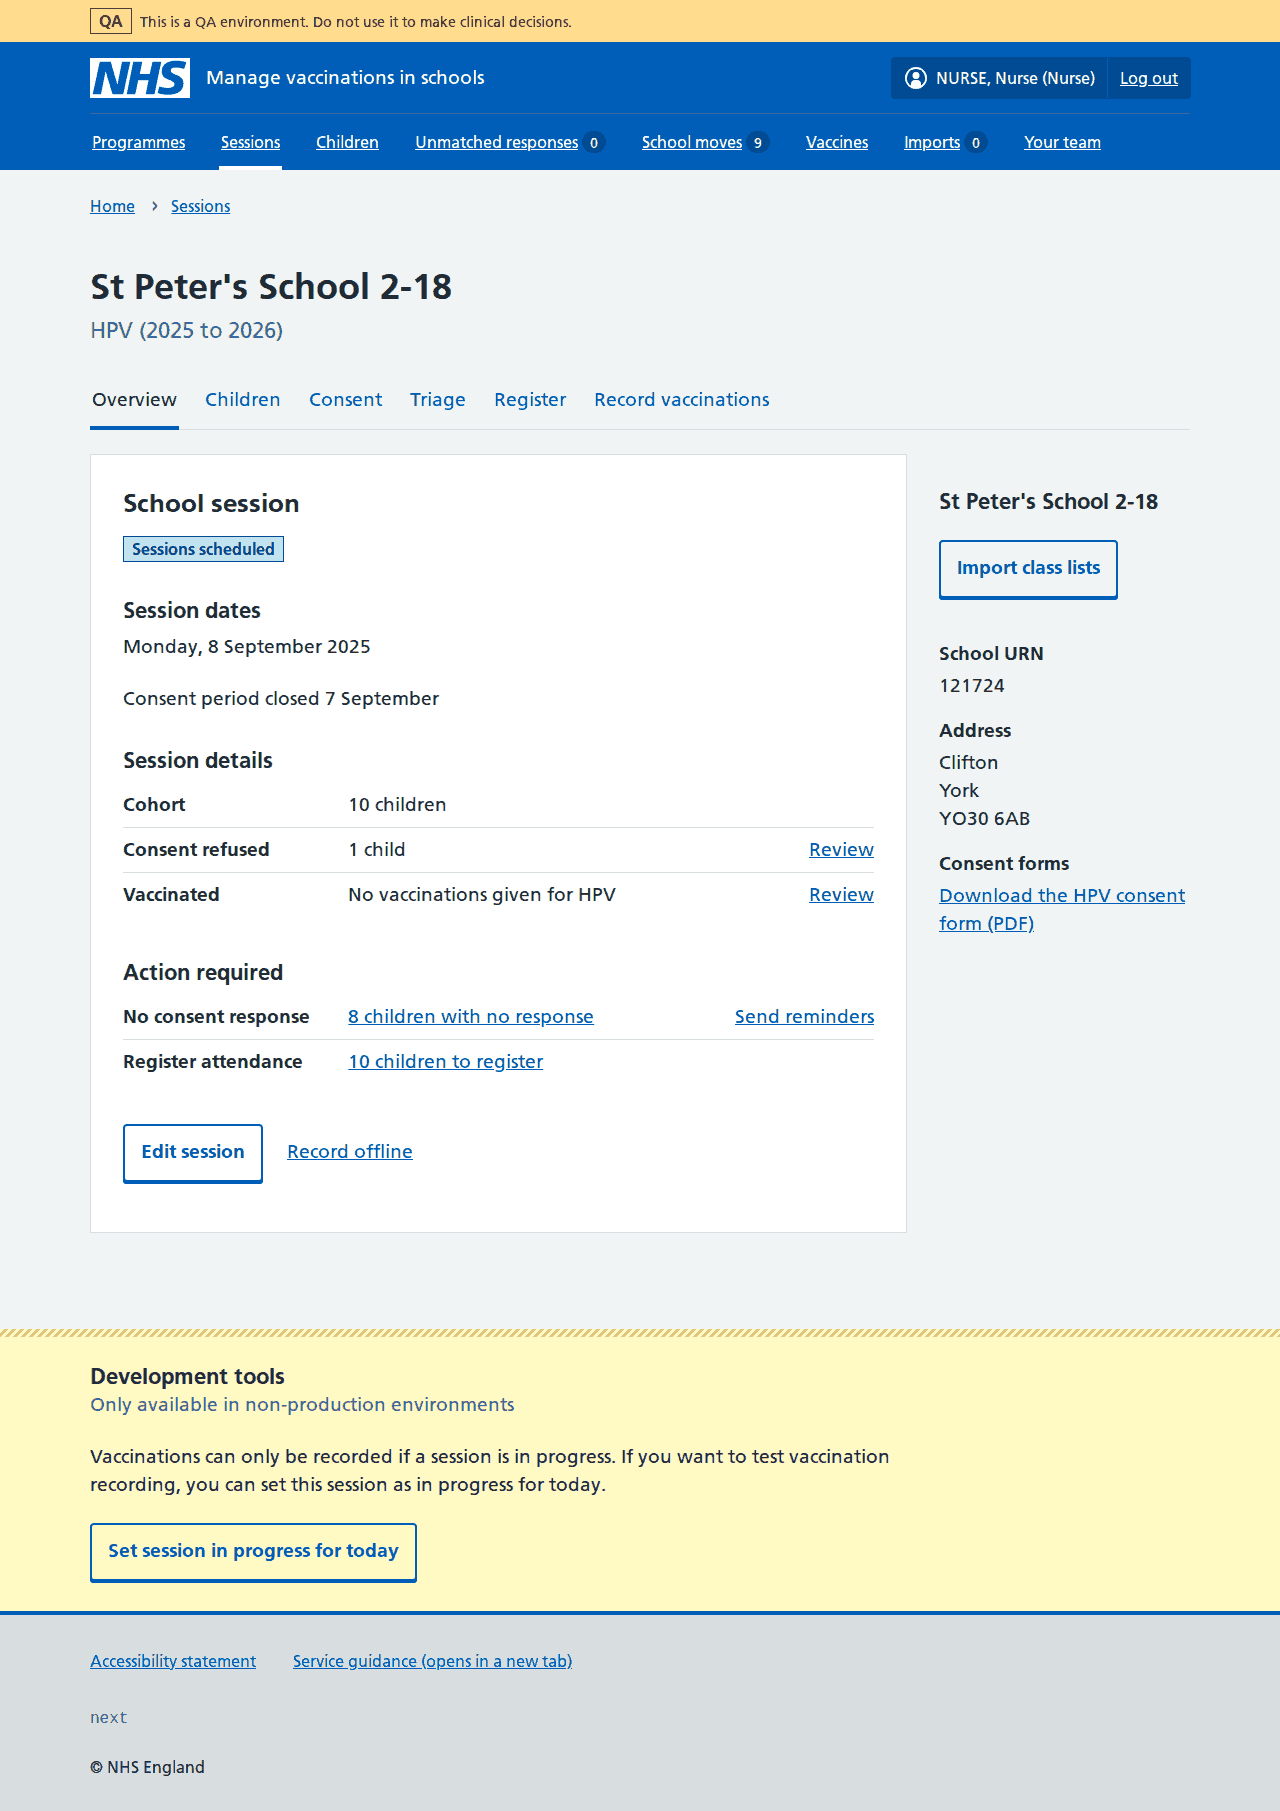 QA This is a QA environment. Do not use it to make clinical decisions.
NHS Manage vaccinations in schools NURSE, Nurse (Nurse) Log out
Programmes Sessions Children Unmatched responses 0 School moves 9 Vaccines Imports 0 Your team
Home › Sessions
St Peter's School 2-18
HPV (2025 to 2026)
Overview Children Consent Triage Register Record vaccinations
School session
Sessions scheduled
Session dates
Monday, 8 September 2025
Consent period closed 7 September
Session details
Cohort 10 children
Consent refused 1 child Review
Vaccinated No vaccinations given for HPV Review
Action required
No consent response 8 children with no response Send reminders
Register attendance 10 children to register
Edit session Record offline
St Peter's School 2-18
Import class lists
School URN
121724
Address
Clifton
York
YO30 6AB
Consent forms
Download the HPV consent
form (PDF)
Development tools
Only available in non-production environments
Vaccinations can only be recorded if a session is in progress. If you want to test vaccination
recording, you can set this session as in progress for today.
Set session in progress for today
Accessibility statement Service guidance (opens in a new tab)
next
© NHS England